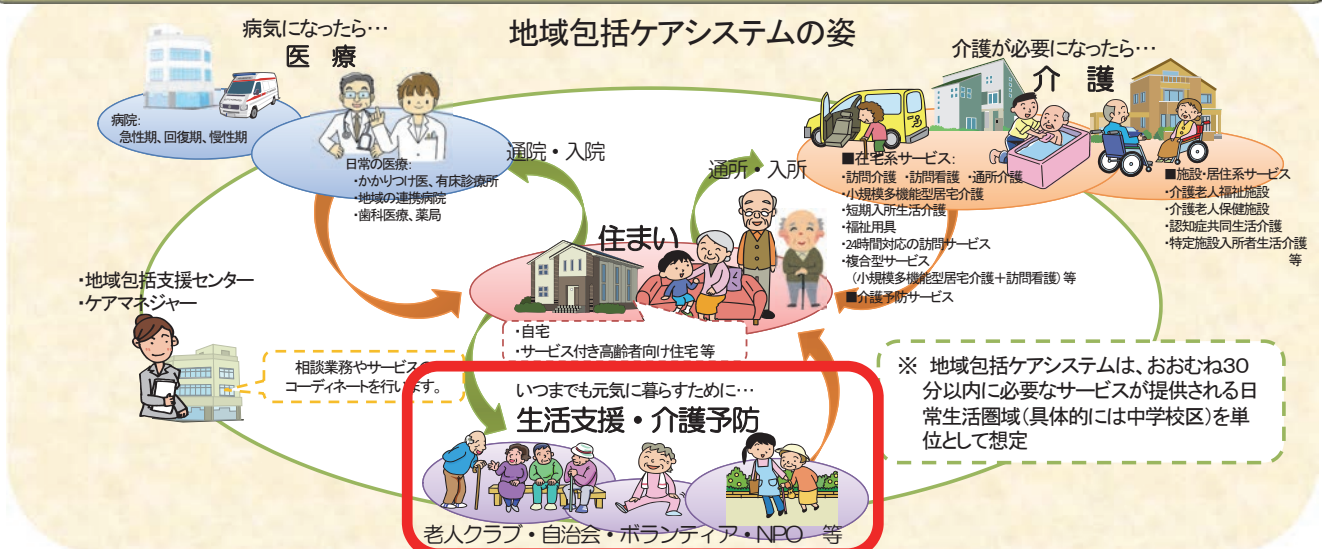 地域包括ケアシステムの姿
病気になったら…
医 療
病院:
急性期、回復期、慢性期
日常の医療:
・かかりつけ医、有床診療所
・地域の連携病院
・歯科医療、薬局
通院・入院
通所・入所
介護が必要になったら…
介 護
■在宅系サービス:
・訪問介護 ・訪問看護 ・通所介護
・小規模多機能型居宅介護
・短期入所生活介護
・福祉用具
・24時間対応の訪問サービス
・複合型サービス
(小規模多機能型居宅介護+訪問看護)等
■介護予防サービス
■施設・居住系サービス
・介護老人福祉施設
・介護老人保健施設
・認知症共同生活介護
・特定施設入所者生活介護
等
住まい
・自宅
・サービス付き高齢者向け住宅等
・地域包括支援センター
・ケアマネジャー
相談業務やサービスの
コーディネートを行います。
いつまでも元気に暮らすために…
生活支援・介護予防
老人クラブ・自治会・ボランティア・NPO 等
※ 地域包括ケアシステムは、おおむね30
分以内に必要なサービスが提供される日
常生活圏域(具体的には中学校区)を単
位として想定